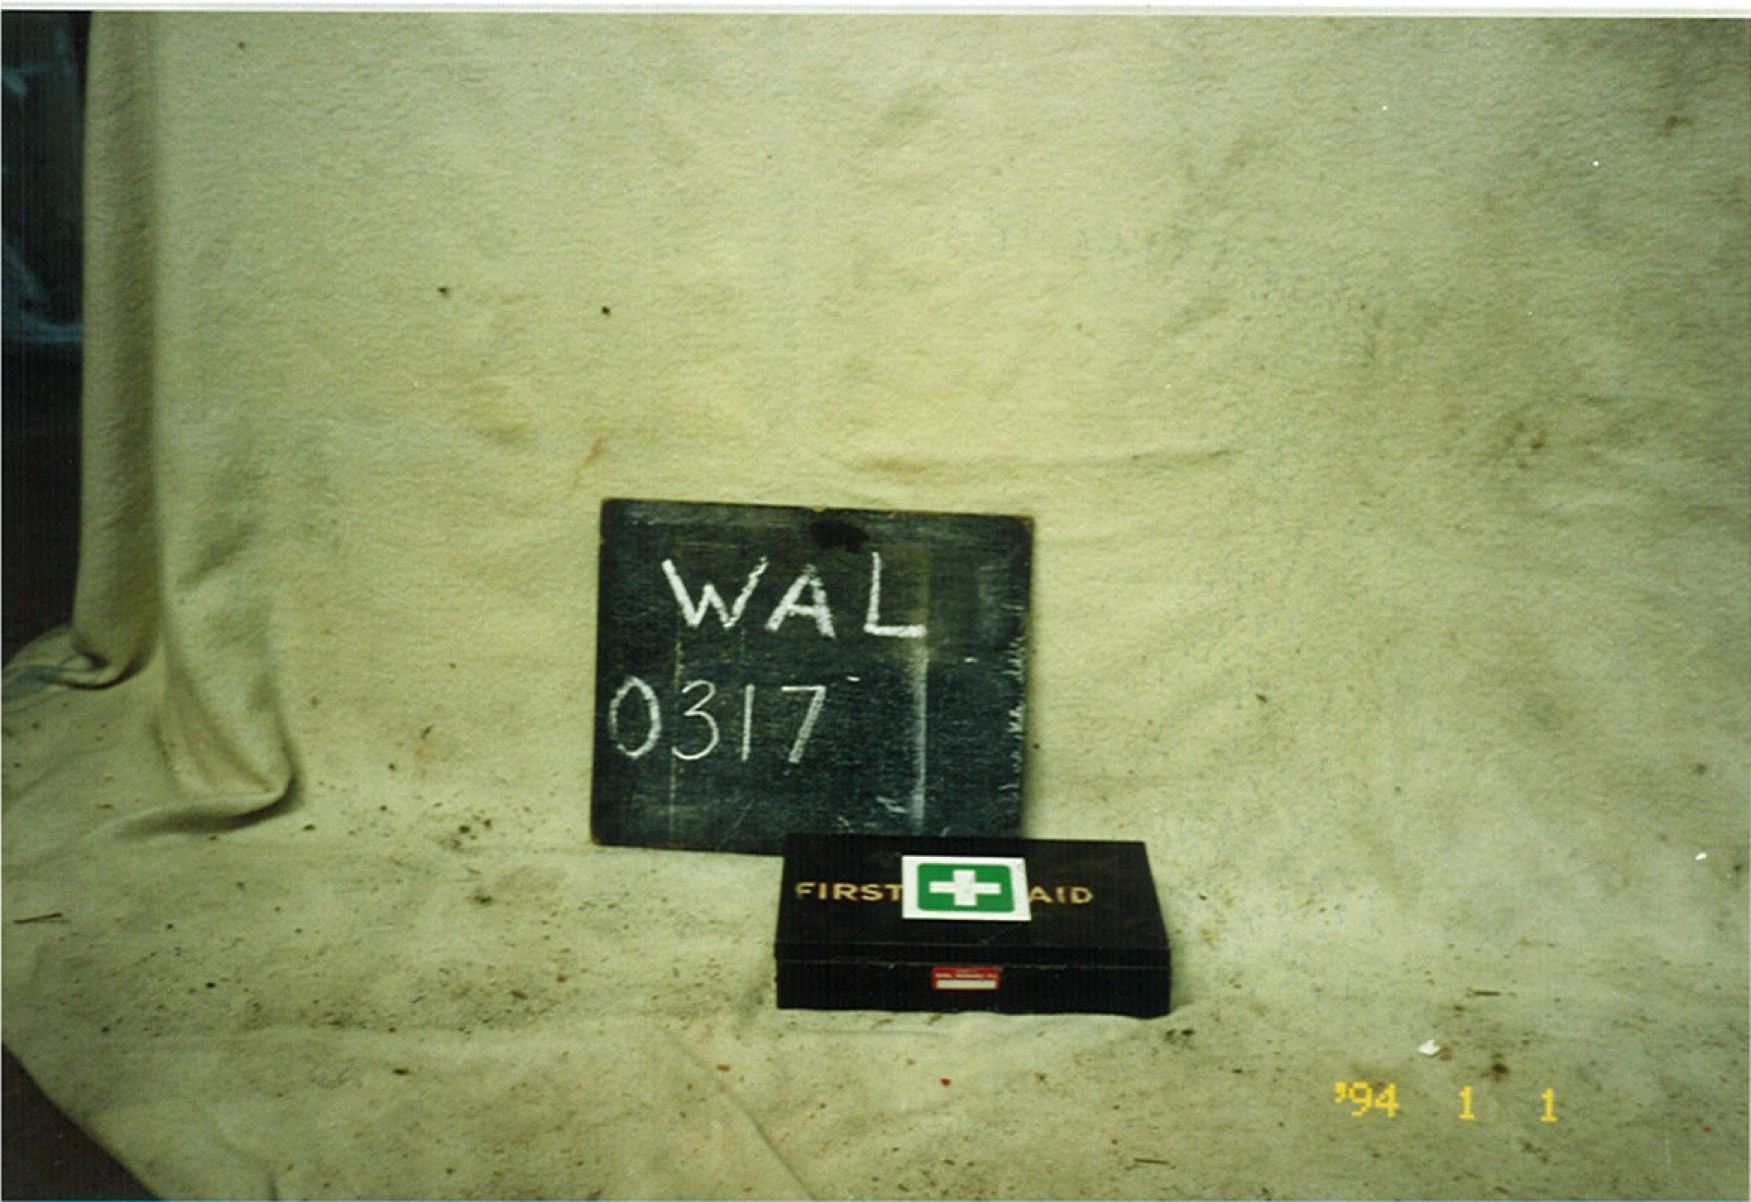 WAL
0317
FIRST AID
'94 1 1